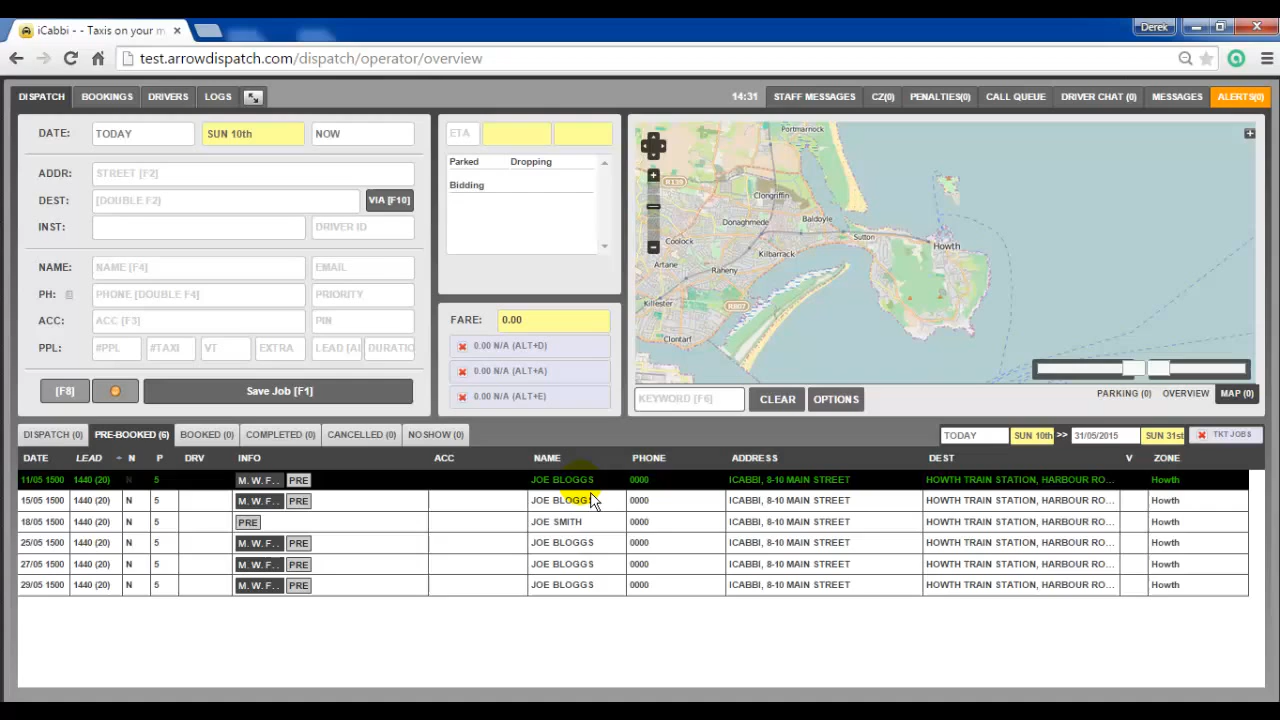 iCabbi - - Taxis on your m
Derek
test.arrowdispatch.com/dispatch/operator/overview
DISPATCH BOOKINGS DRIVERS LOGS 14:31 STAFF MESSAGES CZ(0) PENALTIES(0) CALL QUEUE DRIVER CHAT (0) MESSAGES ALERTS(0)
DATE: TODAY SUN 10th NOW
ADDR: STREET [F2]
DEST: [DOUBLE F2] VIA [F10]
INST: DRIVER ID
NAME: NAME [F4] EMAIL
PH: PHONE [DOUBLE F4] PRIORITY
ACC: ACC [F3] PIN
PPL: #PPL #TAXI VT EXTRA LEAD [Al DURATIO
[F8] Save Job [F1]
ETA
Parked Dropping
Bidding
FARE: 0.00
0.00 N/A (ALT+D)
0.00 N/A (ALT+A)
0.00 N/A (ALT+E)
Portmarnock
Clongriffin
Donaghmede Baldoyle
Coolock Sutton
Kilbarrack Howth
Artane Raheny
Killester
Clontarf
KEYWORD [F6] CLEAR OPTIONS PARKING (0) OVERVIEW MAP (0)
DISPATCH (0) PRE-BOOKED (6) BOOKED (0) COMPLETED (0) CANCELLED (0) NOSHOW (0) TODAY SUN 10th >> 31/05/2015 SUN 31st TKT JOBS
DATE LEAD N P DRV INFO ACC NAME PHONE ADDRESS DEST V ZONE
11/05 1500 1440 (20) N 5 M. W. F. . PRE JOE BLOGGS 0000 ICABBI, 8-10 MAIN STREET HOWTH TRAIN STATION, HARBOUR RO... Howth
15/05 1500 1440 (20) N 5 M. W. F. . PRE JOE BLOGGS 0000 ICABBI, 8-10 MAIN STREET HOWTH TRAIN STATION, HARBOUR RO... Howth
18/05 1500 1440 (20) N 5 PRE JOE SMITH 0000 ICABBI, 8-10 MAIN STREET HOWTH TRAIN STATION, HARBOUR RO... Howth
25/05 1500 1440 (20) N 5 M. W. F. . PRE JOE BLOGGS 0000 ICABBI, 8-10 MAIN STREET HOWTH TRAIN STATION, HARBOUR RO... Howth
27/05 1500 1440 (20) N 5 M. W. F. . PRE JOE BLOGGS 0000 ICABBI, 8-10 MAIN STREET HOWTH TRAIN STATION, HARBOUR RO... Howth
29/05 1500 1440 (20) N 5 M. W. F. . PRE JOE BLOGGS 0000 ICABBI, 8-10 MAIN STREET HOWTH TRAIN STATION, HARBOUR RO... Howth